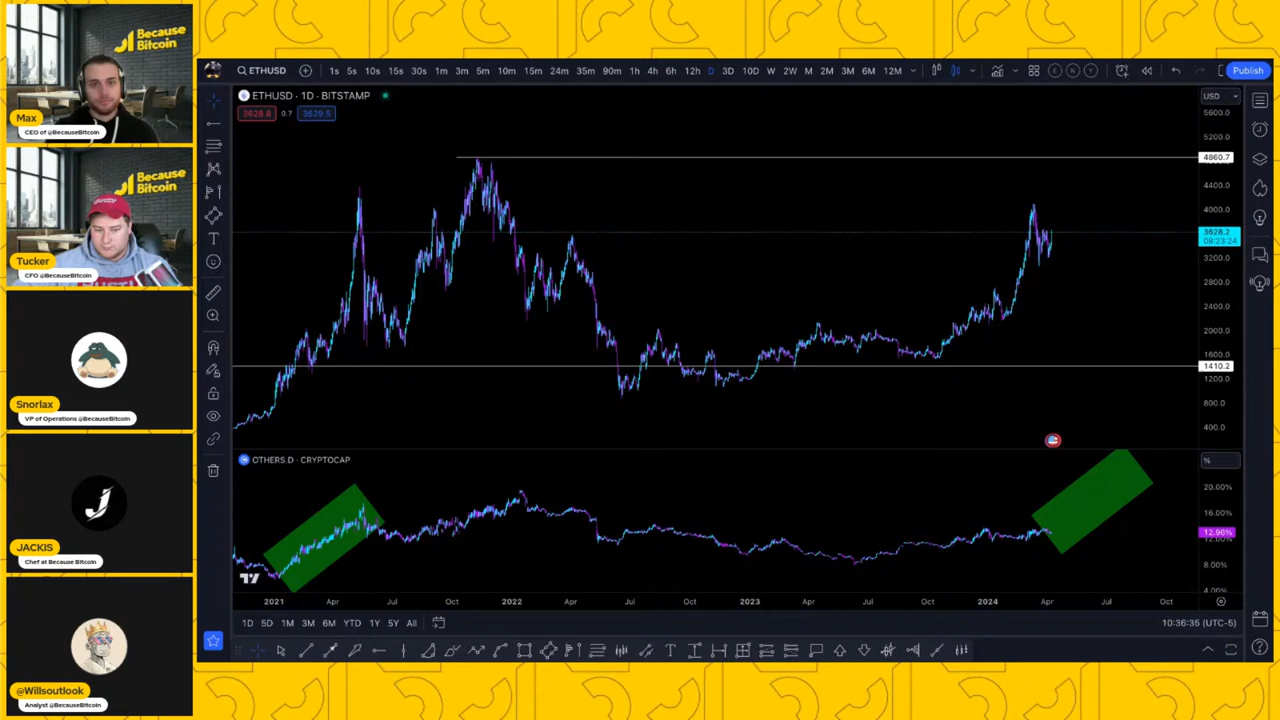 Because
Bitcoin
Max
CEO of @BecauseBitcoin
Because
Bitcoin
Tucker
CFO @BecauseBitcoin
Snorlax
VP of Operations @BecauseBitcoin
JACKIS
Chef at Because Bitcoin
@Willsoutlook
Analyst @BecauseBitcoin
ETHUSD 1s 5s 10s 15s 30s 1m 3m 5m 10m 15m 24m 35m 90m 1h 4h 6h 12h D 3D 10D W 2W M 2M 3M 6M 12M E N Y Publish
ETHUSD · 1D · BITSTAMP
3628.8 0.7 3629.5
USD
5600.0
5200.0
4860.7
4400.0
4000.0
3628.2
08:23:24
3200.0
2800.0
2400.0
2000.0
1600.0
1410.2
1200.0
800.0
400.0
OTHERS.D · CRYPTOCAP
%
20.00%
16.00%
12.96%
12.00%
8.00%
4.00%
2021 Apr Jul Oct 2022 Apr Jul Oct 2023 Apr Jul Oct 2024 Apr Jul Oct
1D 5D 1M 3M 6M YTD 1Y 5Y All
10:36:35 (UTC-5)